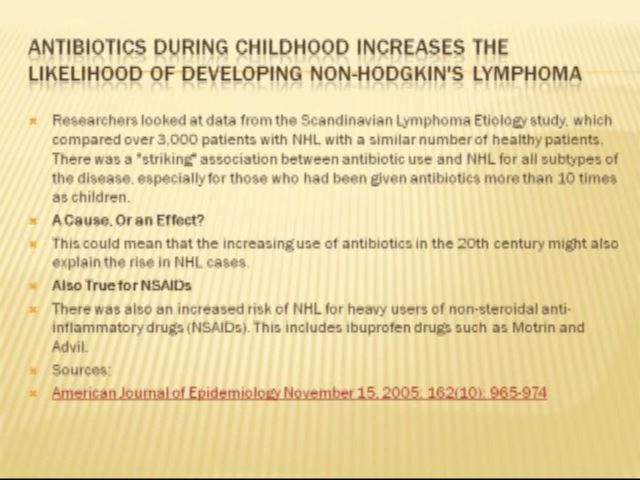 ANTIBIOTICS DURING CHILDHOOD INCREASES THE
LIKELIHOOD OF DEVELOPING NON-HODGKIN'S LYMPHOMA
Researchers looked at data from the Scandinavian Lymphoma Etiology study, which
compared over 3,000 patients with NHL with a similar number of healthy patients.
There was a "striking" association between antibiotic use and NHL for all subtypes of
the disease, especially for those who had been given antibiotics more than 10 times
as children.
A Cause, Or an Effect?
This could mean that the increasing use of antibiotics in the 20th century might also
explain the rise in NHL cases.
Also True for NSAIDs
There was also an increased risk of NHL for heavy users of non-steroidal anti-
inflammatory drugs (NSAIDs). This includes ibuprofen drugs such as Motrin and
Advil.
Sources:
American Journal of Epidemiology November 15, 2005; 162(10): 965-974